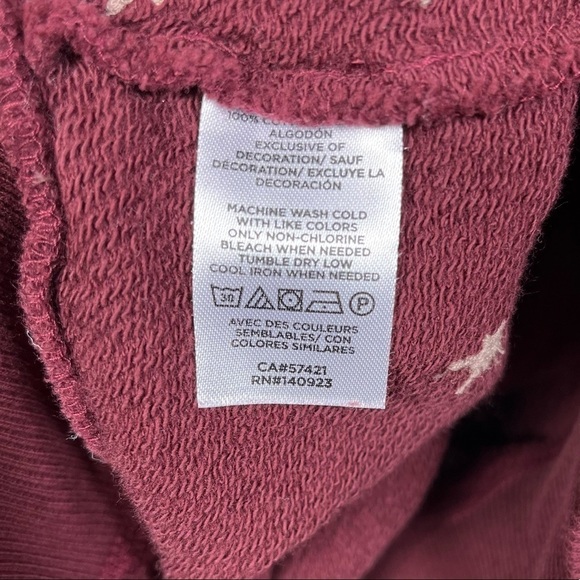 100%
ALGODÓN
EXCLUSIVE OF
DECORATION/ SAUF
DÉCORATION/ EXCLUYE LA
DECORACIÓN
MACHINE WASH COLD
WITH LIKE COLORS
ONLY NON-CHLORINE
BLEACH WHEN NEEDED
TUMBLE DRY LOW
COOL IRON WHEN NEEDED
30 P
AVEC DES COULEURS
SEMBLABLES/ CON
COLORES SIMILARES
CA#57421
RN#140923